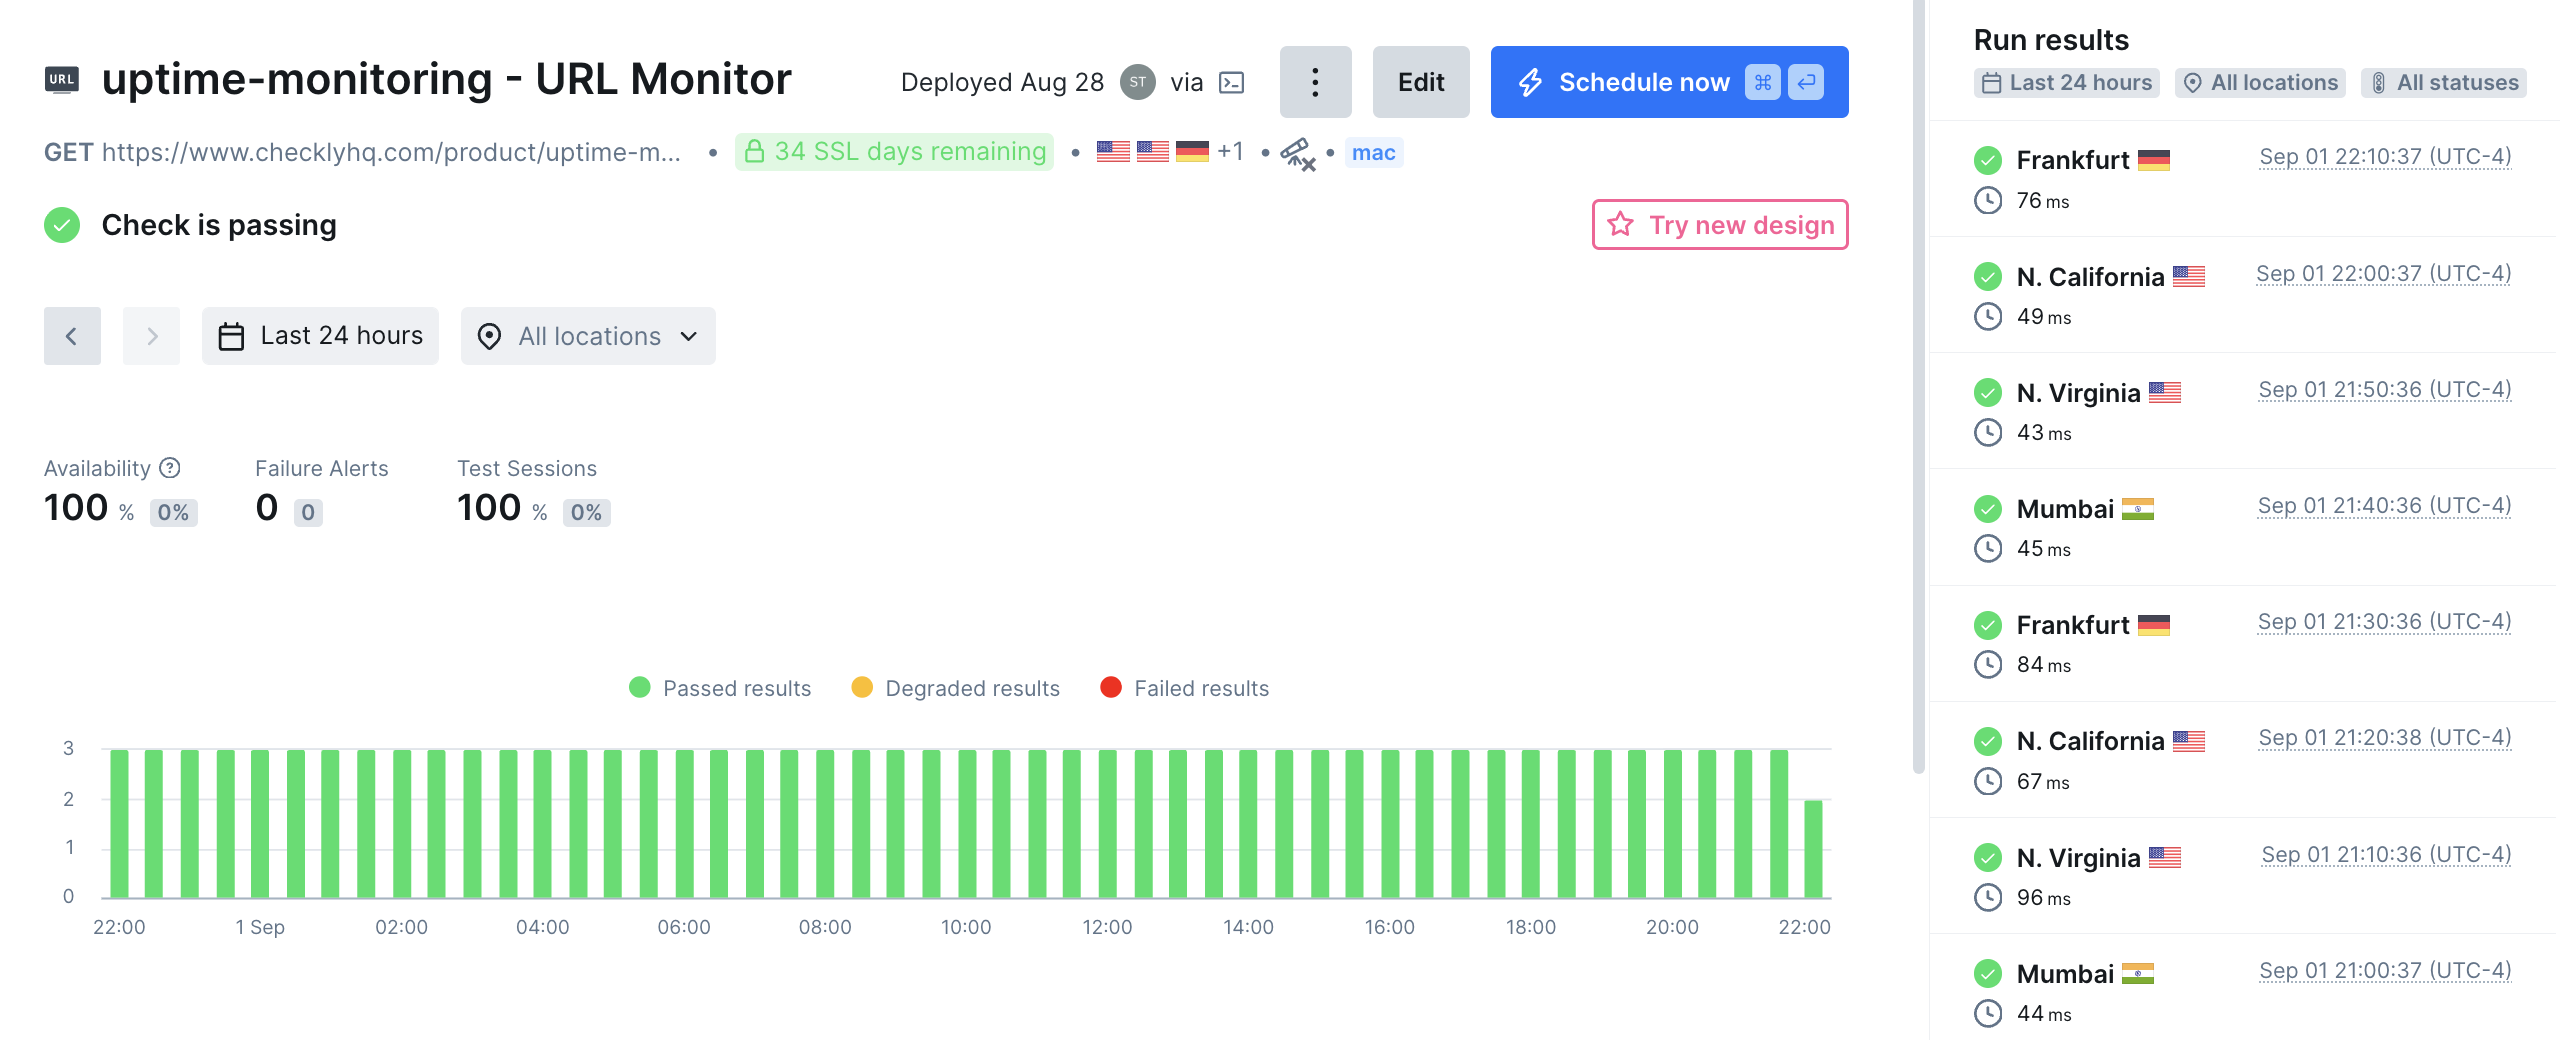 URL uptime-monitoring - URL Monitor
Deployed Aug 28 ST via
Edit
Schedule now ⌘ ↵
GET https://www.checklyhq.com/product/uptime-m... • 34 SSL days remaining • +1 • • mac
Check is passing
Try new design
Last 24 hours
All locations
Availability ?
100 % 0%
Failure Alerts
0 0
Test Sessions
100 % 0%
Passed results
Degraded results
Failed results
3
2
1
0
22:00 1 Sep 02:00 04:00 06:00 08:00 10:00 12:00 14:00 16:00 18:00 20:00 22:00
Run results
Last 24 hours All locations All statuses
Frankfurt Sep 01 22:10:37 (UTC-4)
76 ms
N. California Sep 01 22:00:37 (UTC-4)
49 ms
N. Virginia Sep 01 21:50:36 (UTC-4)
43 ms
Mumbai Sep 01 21:40:36 (UTC-4)
45 ms
Frankfurt Sep 01 21:30:36 (UTC-4)
84 ms
N. California Sep 01 21:20:38 (UTC-4)
67 ms
N. Virginia Sep 01 21:10:36 (UTC-4)
96 ms
Mumbai Sep 01 21:00:37 (UTC-4)
44 ms